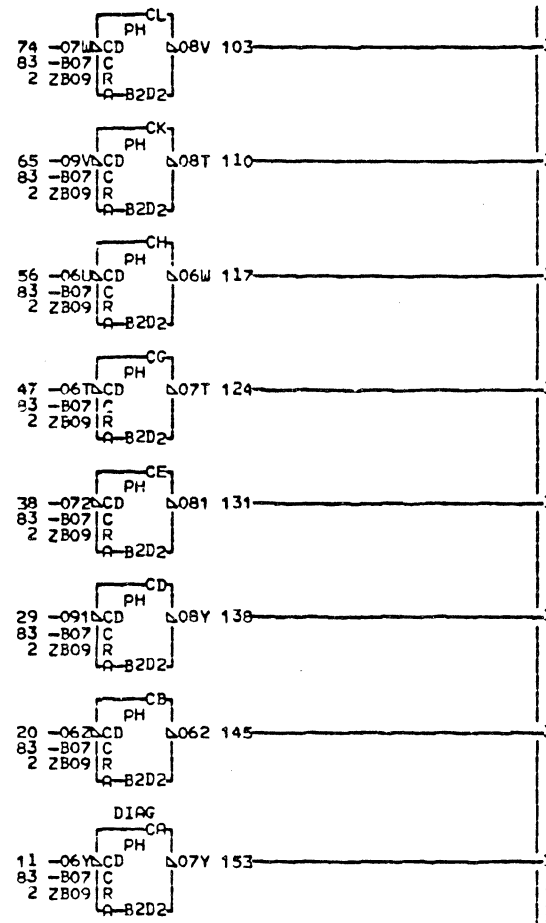 CL
PH
74 -07W CD 08V 103
83 -B07 C
2 ZB09 R
A B2D2
CK
PH
65 -09V CD 08T 110
83 -B07 C
2 ZB09 R
A B2D2
CH
PH
56 -06U CD 06W 117
83 -B07 C
2 ZB09 R
A B2D2
CG
PH
47 -06T CD 07T 124
83 -B07 C
2 ZB09 R
A B2D2
CE
PH
38 -072 CD 081 131
83 -B07 C
2 ZB09 R
A B2D2
CD
PH
29 -091 CD 08Y 138
83 -B07 C
2 ZB09 R
A B2D2
CB
PH
20 -06Z CD 062 145
83 -B07 C
2 ZB09 R
A B2D2
DIAG
CA
PH
11 -06Y CD 07Y 153
83 -B07 C
2 ZB09 R
A B2D2